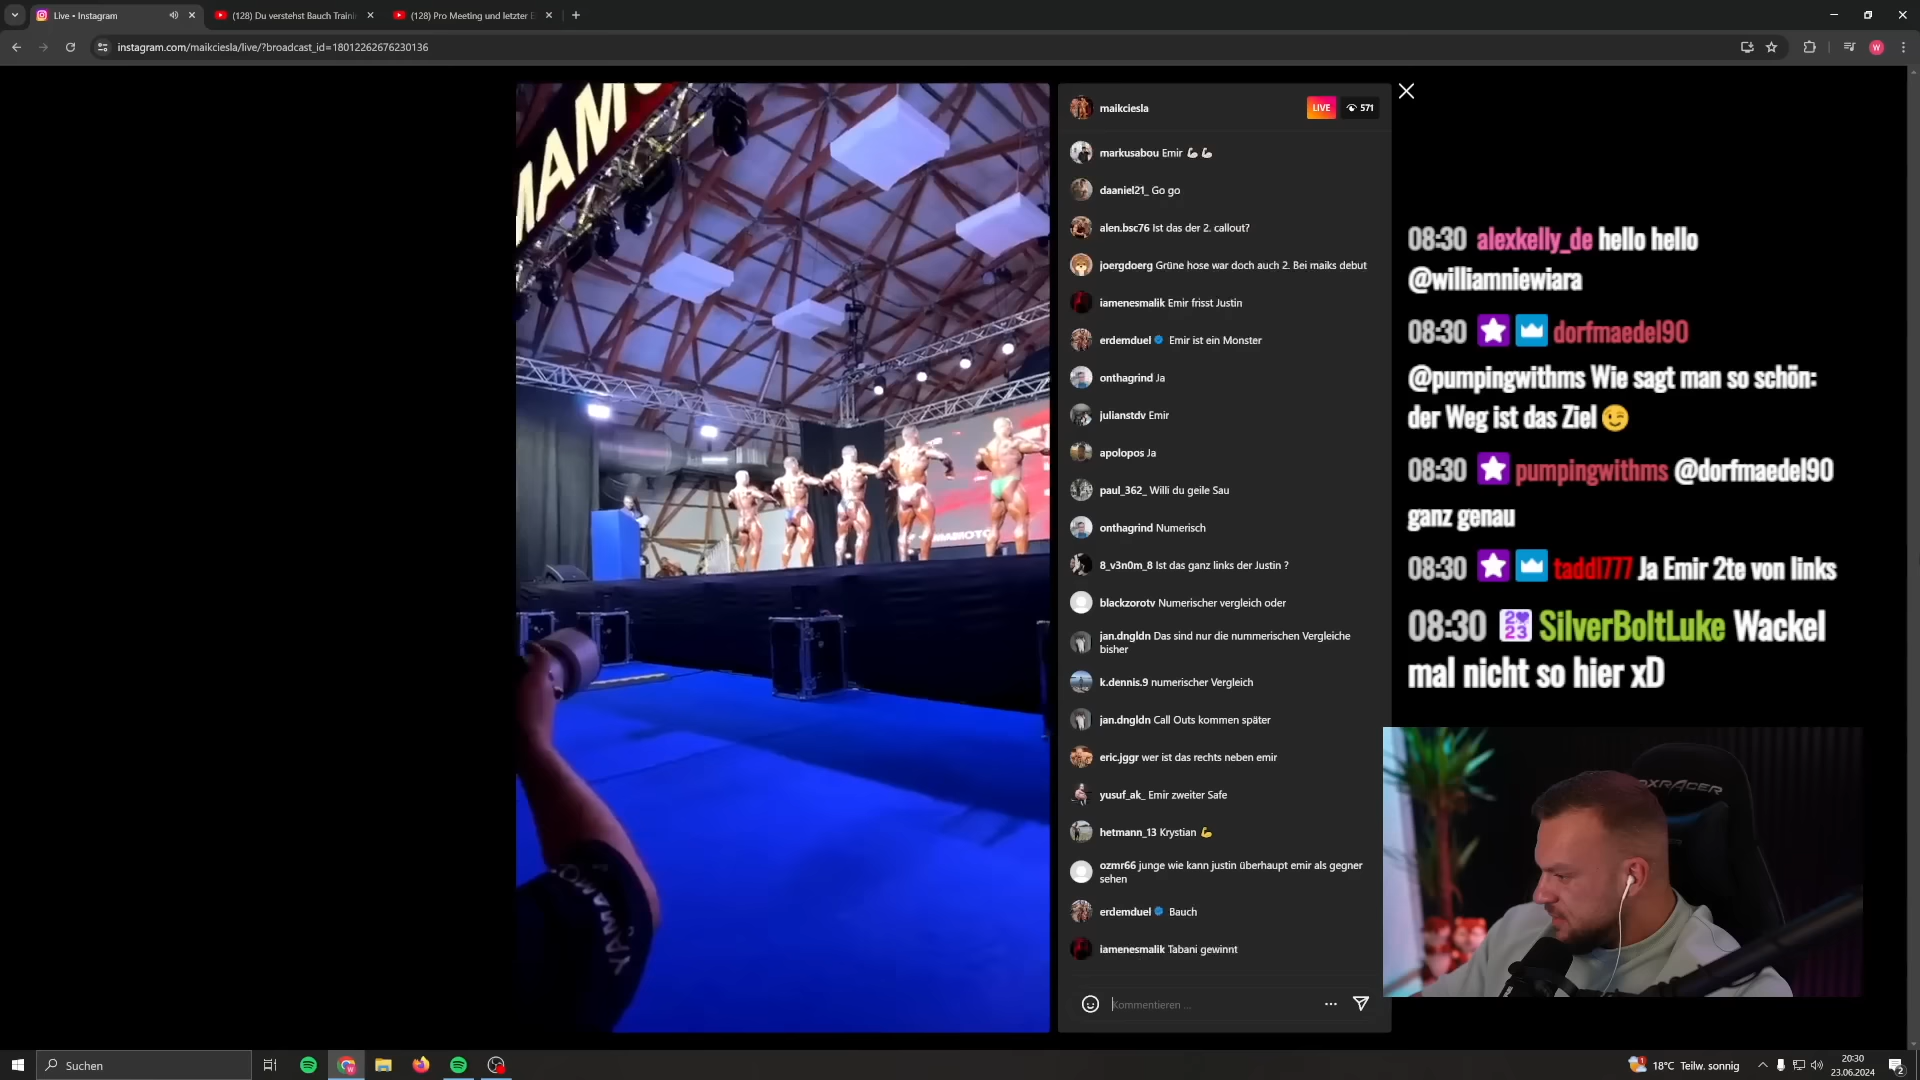 Live • Instagram
(128) Du verstehst Bauch Traini
(128) Pro Meeting und letzter E
instagram.com/maikciesla/live/?broadcast_id=18012262676230136
W
MAM
maikciesla
LIVE
571
markusabou Emir 💪🏻 💪🏻
daaniel21_ Go go
alen.bsc76 Ist das der 2. callout?
joergdoerg Grüne hose war doch auch 2. Bei maiks debut
iamenesmalik Emir frisst Justin
erdemduel Emir ist ein Monster
onthagrind Ja
julianstdv Emir
apolopos Ja
paul_362_ Willi du geile Sau
onthagrind Numerisch
8_v3n0m_8 Ist das ganz links der Justin ?
blackzorotv Numerischer vergleich oder
jan.dngldn Das sind nur die nummerischen Vergleiche
bisher
k.dennis.9 numerischer Vergleich
jan.dngldn Call Outs kommen später
eric.jggr wer ist das rechts neben emir
yusuf_ak_ Emir zweiter Safe
hetmann_13 Krystian 💪
ozmr66 junge wie kann justin überhaupt emir als gegner
sehen
erdemduel Bauch
iamenesmalik Tabani gewinnt
Kommentieren ...
08:30 alexkelly_de hello hello
@williamniewiara
08:30 dorfmaedel90
@pumpingwithms Wie sagt man so schön:
der Weg ist das Ziel 😉
08:30 pumpingwithms @dorfmaedel90
ganz genau
08:30 taddl777 Ja Emir 2te von links
08:30 SilverBoltLuke Wackel
mal nicht so hier xD
DXRACER
Suchen
18°C Teilw. sonnig
20:30
23.06.2024
2